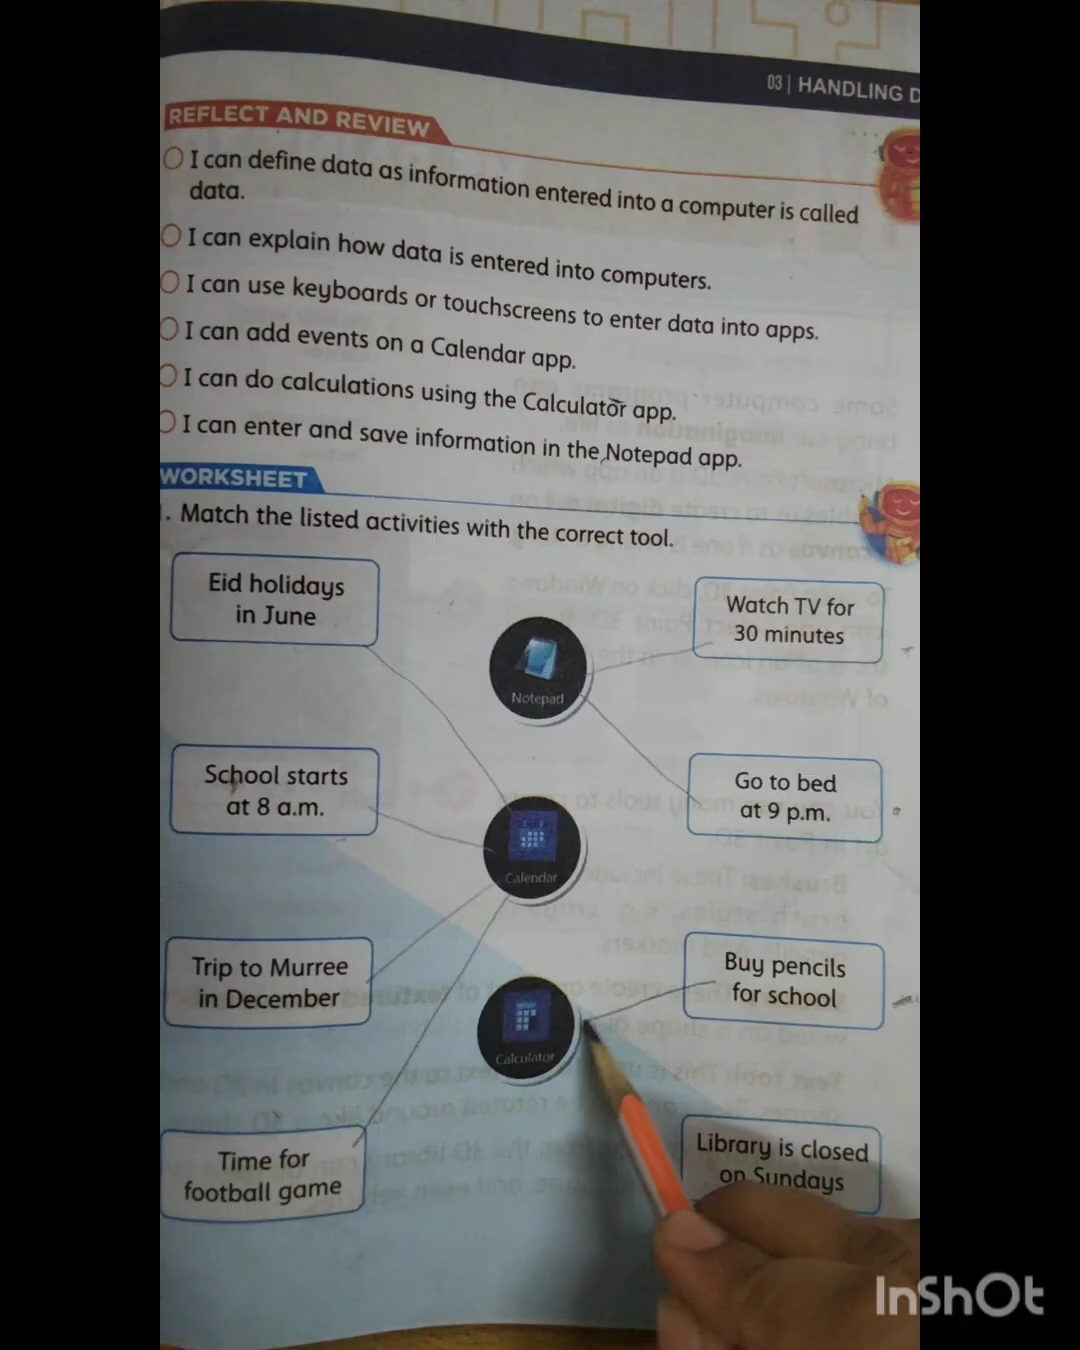 03 | HANDLING D
REFLECT AND REVIEW
I can define data as information entered into a computer is called
data.
I can explain how data is entered into computers.
I can use keyboards or touchscreens to enter data into apps.
I can add events on a Calendar app.
I can do calculations using the Calculator app.
I can enter and save information in the Notepad app.
WORKSHEET
. Match the listed activities with the correct tool.
Eid holidays
in June
Watch TV for
30 minutes
Notepad
School starts
at 8 a.m.
Go to bed
at 9 p.m.
Calendar
Trip to Murree
in December
Buy pencils
for school
Calculator
Time for
football game
Library is closed
on Sundays
InShOt